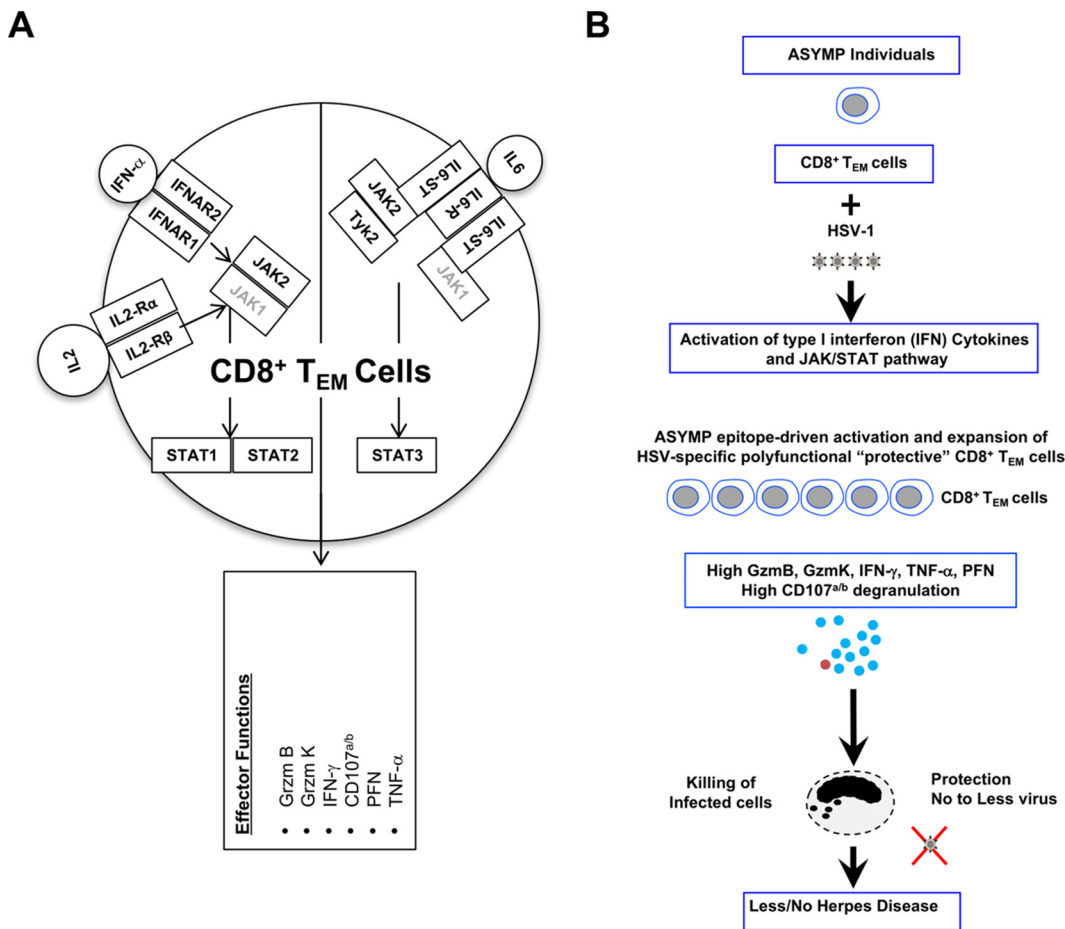 A
IFN-α
IFNAR2
IFNAR1
JAK2
JAK1
IL2
IL2-Rα
IL2-Rβ
IL6
IL6-ST
IL6-R
IL6-ST
JAK2
Tyk2
JAK1
CD8⁺ T_EM Cells
STAT1
STAT2
STAT3
Effector Functions
• Grzm B
• Grzm K
• IFN-γ
• CD107ᵃ/ᵇ
• PFN
• TNF-α
B
ASYMP Individuals
CD8⁺ T_EM cells
+
HSV-1
Activation of type I interferon (IFN) Cytokines
and JAK/STAT pathway
ASYMP epitope-driven activation and expansion of
HSV-specific polyfunctional “protective” CD8⁺ T_EM cells
CD8⁺ T_EM cells
High GzmB, GzmK, IFN-γ, TNF-α, PFN
High CD107ᵃ/ᵇ degranulation
Killing of
Infected cells
Protection
No to Less virus
Less/No Herpes Disease